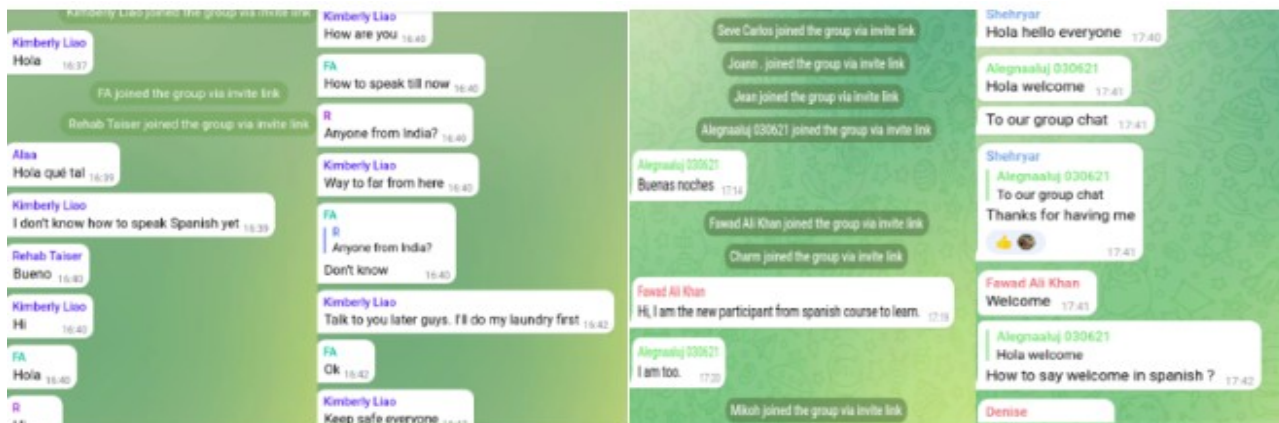 Kimberly Liao joined the group via invite link
Kimberly Liao
Hola 16:37
FA joined the group via invite link
Rehab Taiser joined the group via invite link
Alaa
Hola qué tal 16:39
Kimberly Liao
I don't know how to speak Spanish yet 16:39
Rehab Taiser
Bueno 16:40
Kimberly Liao
Hi 16:40
FA
Hola 16:40
R
Kimberly Liao
How are you 16:40
FA
How to speak till now 16:40
R
Anyone from India? 16:40
Kimberly Liao
Way to far from here 16:40
FA
R
Anyone from India?
Don't know 16:40
Kimberly Liao
Talk to you later guys. I'll do my laundry first 16:42
FA
Ok 16:42
Kimberly Liao
Keep safe everyone
Seve Carlos joined the group via invite link
Joann . joined the group via invite link
Jean joined the group via invite link
Alegnaaluj 030621 joined the group via invite link
Alegnaaluj 030621
Buenas noches 17:14
Fawad Ali Khan joined the group via invite link
Charm joined the group via invite link
Fawad Ali Khan
Hi, I am the new participant from spanish course to learn. 17:19
Alegnaaluj 030621
I am too. 17:20
Mikoh joined the group via invite link
Shehryar
Hola hello everyone 17:40
Alegnaaluj 030621
Hola welcome 17:41
To our group chat 17:41
Shehryar
Alegnaaluj 030621
To our group chat
Thanks for having me
17:41
Fawad Ali Khan
Welcome 17:41
Alegnaaluj 030621
Hola welcome
How to say welcome in spanish ? 17:42
Denise